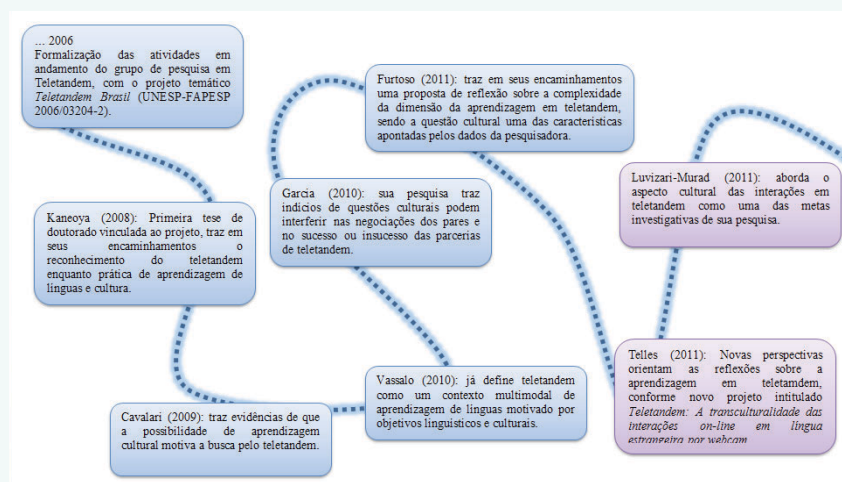 ... 2006
Formalização das atividades em
andamento do grupo de pesquisa em
Teletandem, com o projeto temático
Teletandem Brasil (UNESP-FAPESP
2006/03204-2).
Kaneoya (2008): Primeira tese de
doutorado vinculada ao projeto, traz em
seus encaminhamentos o
reconhecimento do teletandem
enquanto prática de aprendizagem de
línguas e cultura.
Cavalari (2009): traz evidências de que
a possibilidade de aprendizagem
cultural motiva a busca pelo teletandem.
Vassalo (2010): já define teletandem
como um contexto multimodal de
aprendizagem de línguas motivado por
objetivos linguísticos e culturais.
Garcia (2010): sua pesquisa traz
indícios de questões culturais podem
interferir nas negociações dos pares e
no sucesso ou insucesso das parcerias
de teletandem.
Furtoso (2011): traz em seus encaminhamentos
uma proposta de reflexão sobre a complexidade
da dimensão da aprendizagem em teletandem,
sendo a questão cultural uma das características
apontadas pelos dados da pesquisadora.
Telles (2011): Novas perspectivas
orientam as reflexões sobre a
aprendizagem em teletamdem,
conforme novo projeto intitulado
Teletandem: A transculturalidade das
interações on-line em língua
estrangeira por webcam
Luvizari-Murad (2011): aborda o
aspecto cultural das interações em
teletandem como uma das metas
investigativas de sua pesquisa.